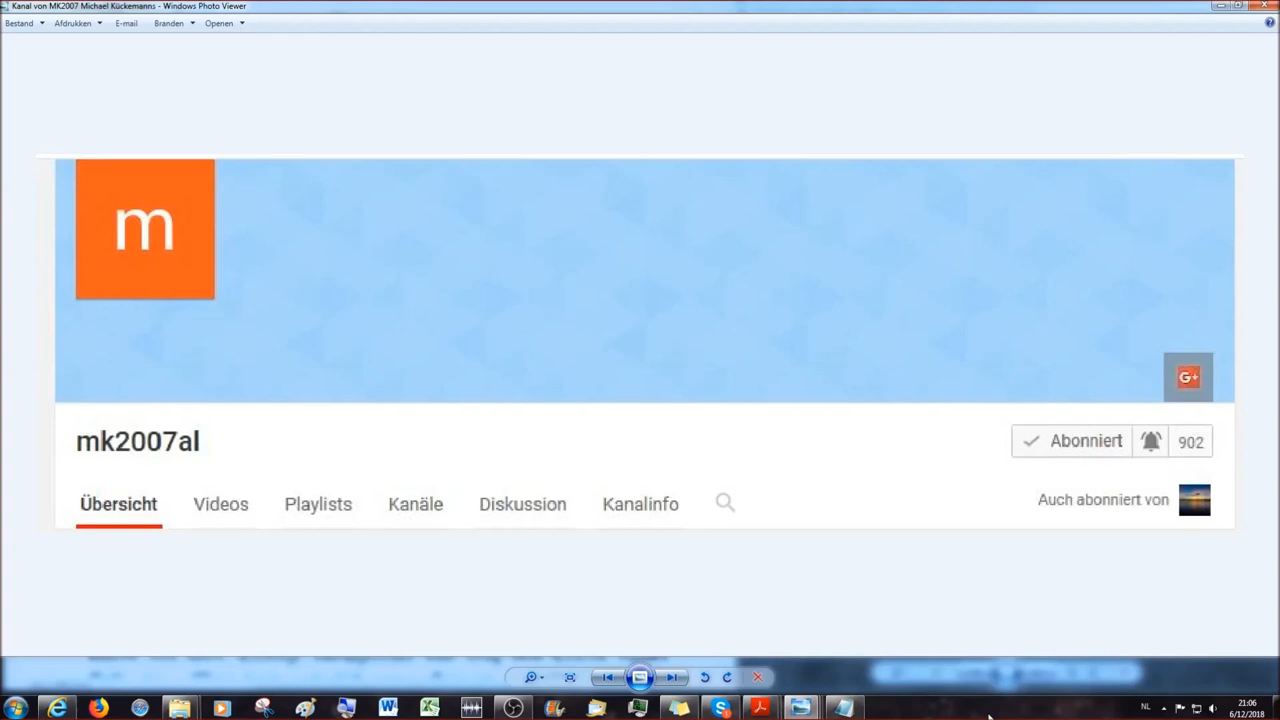 Kanal von MK2007 Michael Kückemanns - Windows Photo Viewer
Bestand Afdrukken E-mail Branden Openen
m
G+
mk2007al
Abonniert 902
Übersicht Videos Playlists Kanäle Diskussion Kanalinfo
Auch abonniert von
NL
21:06
6/12/2018